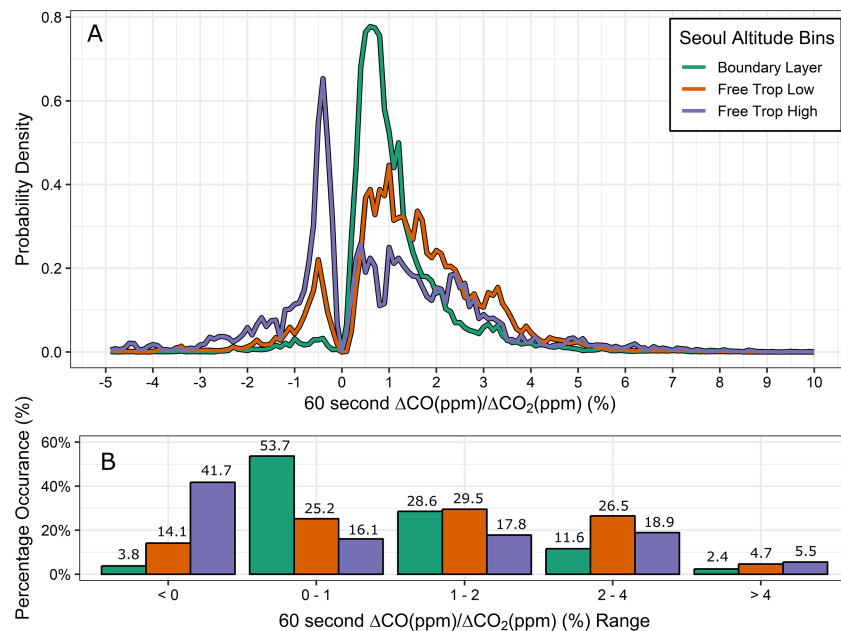 A
Seoul Altitude Bins
Boundary Layer
Free Trop Low
Free Trop High
Probability Density
0.8
0.6
0.4
0.2
0.0
-5 -4 -3 -2 -1 0 1 2 3 4 5 6 7 8 9 10
60 second ΔCO(ppm)/ΔCO₂(ppm) (%)
B
Percentage Occurance (%)
60%
40%
20%
0%
3.8 14.1 41.7 53.7 25.2 16.1 28.6 29.5 17.8 11.6 26.5 18.9 2.4 4.7 5.5
< 0 0 - 1 1 - 2 2 - 4 > 4
60 second ΔCO(ppm)/ΔCO₂(ppm) (%) Range